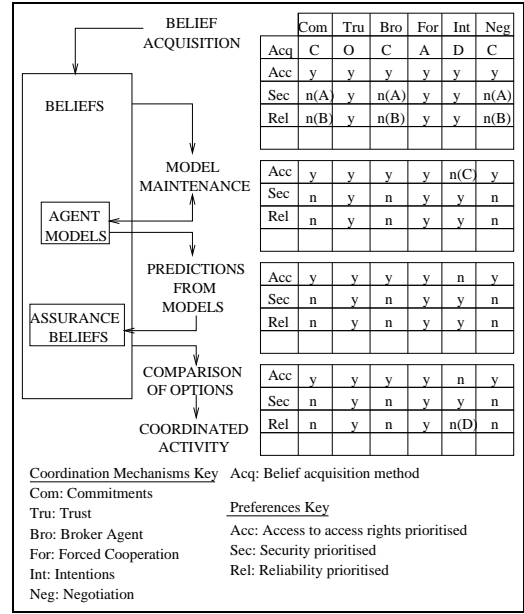 BELIEF
ACQUISITION
BELIEFS
MODEL
MAINTENANCE
AGENT
MODELS
PREDICTIONS
FROM
MODELS
ASSURANCE
BELIEFS
COMPARISON
OF OPTIONS
COORDINATED
ACTIVITY
Com Tru Bro For Int Neg
Acq C O C A D C
Acc y y y y y y
Sec n(A) y n(A) y y n(A)
Rel n(B) y n(B) y y n(B)
Acc y y y y n(C) y
Sec n y n y y n
Rel n y n y y n
Acc y y y y n y
Sec n y n y y n
Rel n y n y y n
Acc y y y y n y
Sec n y n y y n
Rel n y n y n(D) n
Coordination Mechanisms Key
Com: Commitments
Tru: Trust
Bro: Broker Agent
For: Forced Cooperation
Int: Intentions
Neg: Negotiation
Acq: Belief acquisition method
Preferences Key
Acc: Access to access rights prioritised
Sec: Security prioritised
Rel: Reliability prioritised